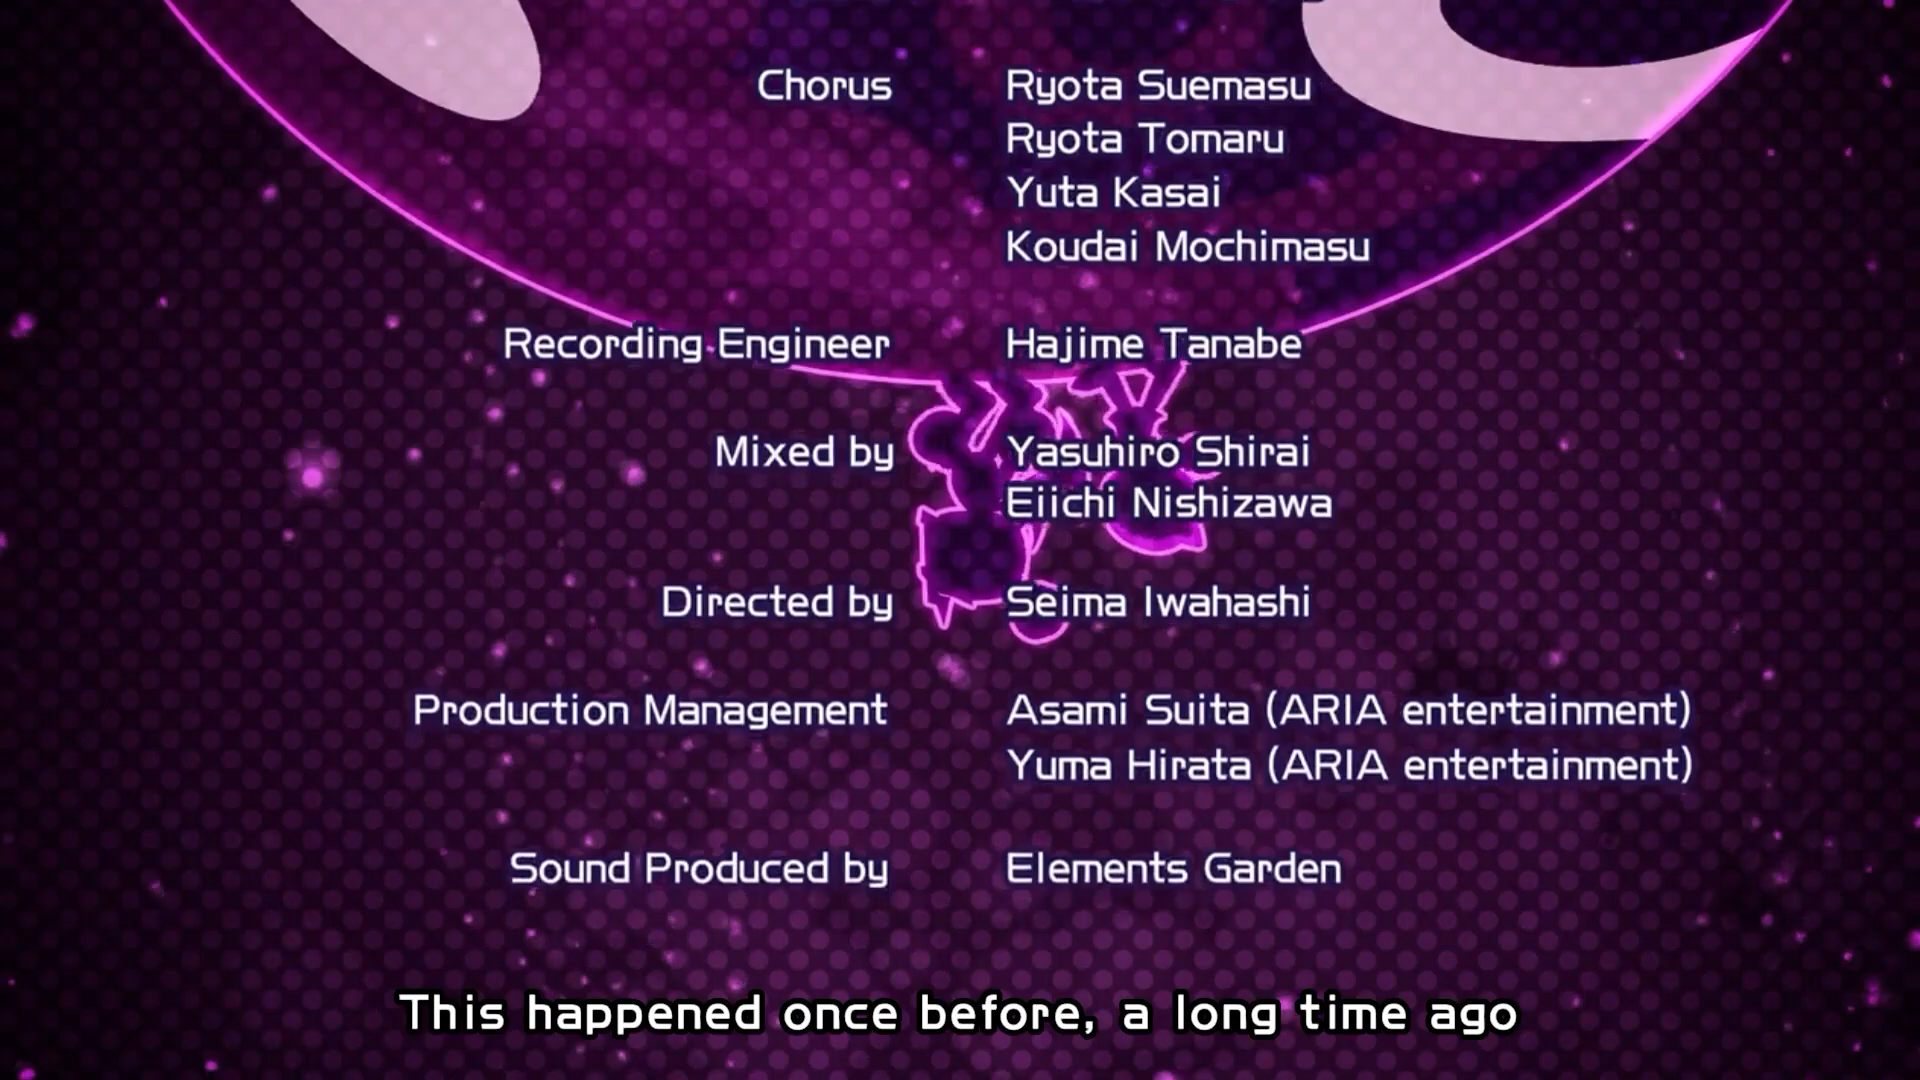 Chorus Ryota Suemasu
Ryota Tomaru
Yuta Kasai
Koudai Mochimasu
Recording Engineer Hajime Tanabe
Mixed by Yasuhiro Shirai
Eiichi Nishizawa
Directed by Seima Iwahashi
Production Management Asami Suita (ARIA entertainment)
Yuma Hirata (ARIA entertainment)
Sound Produced by Elements Garden
This happened once before, a long time ago